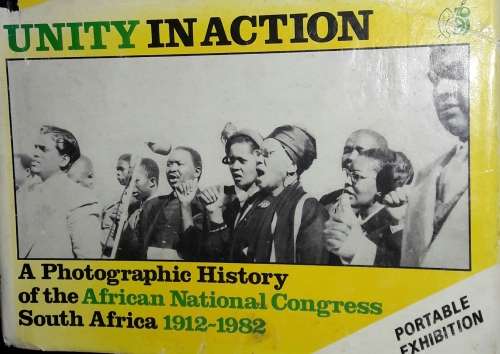 UNITY IN ACTION
A Photographic History
of the African National Congress
South Africa 1912-1982
PORTABLE
EXHIBITION